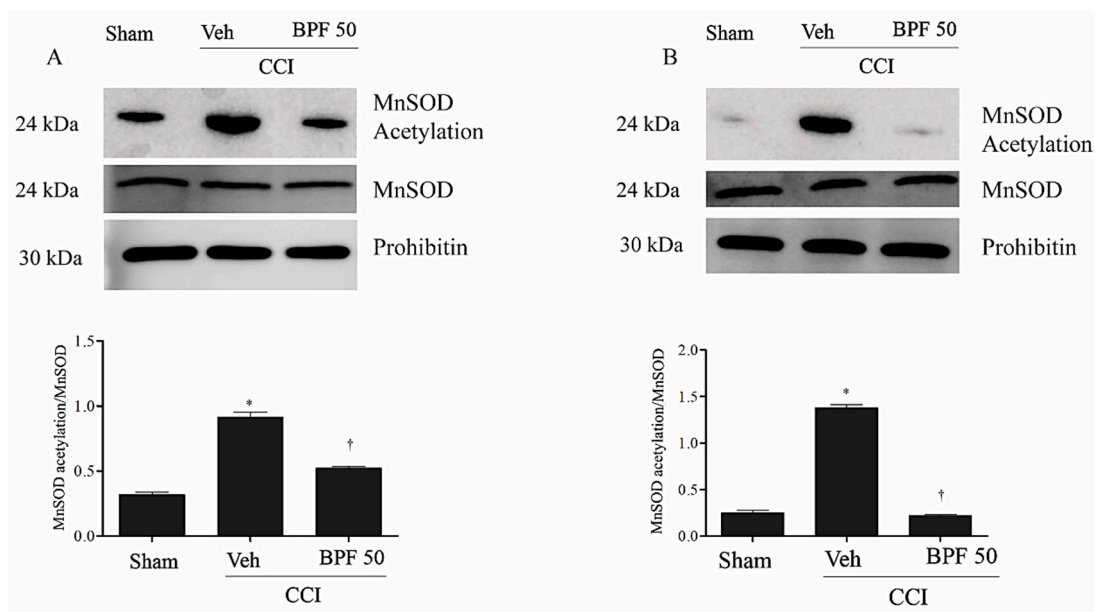 A
Sham Veh BPF 50
CCI
24 kDa MnSOD
Acetylation
24 kDa MnSOD
30 kDa Prohibitin
MnSOD acetylation/MnSOD
1.5
1.0
0.5
0.0
*
†
Sham Veh BPF 50
CCI
B
Sham Veh BPF 50
CCI
24 kDa MnSOD
Acetylation
24 kDa MnSOD
30 kDa Prohibitin
MnSOD acetylation/MnSOD
2.0
1.5
1.0
0.5
0.0
*
†
Sham Veh BPF 50
CCI